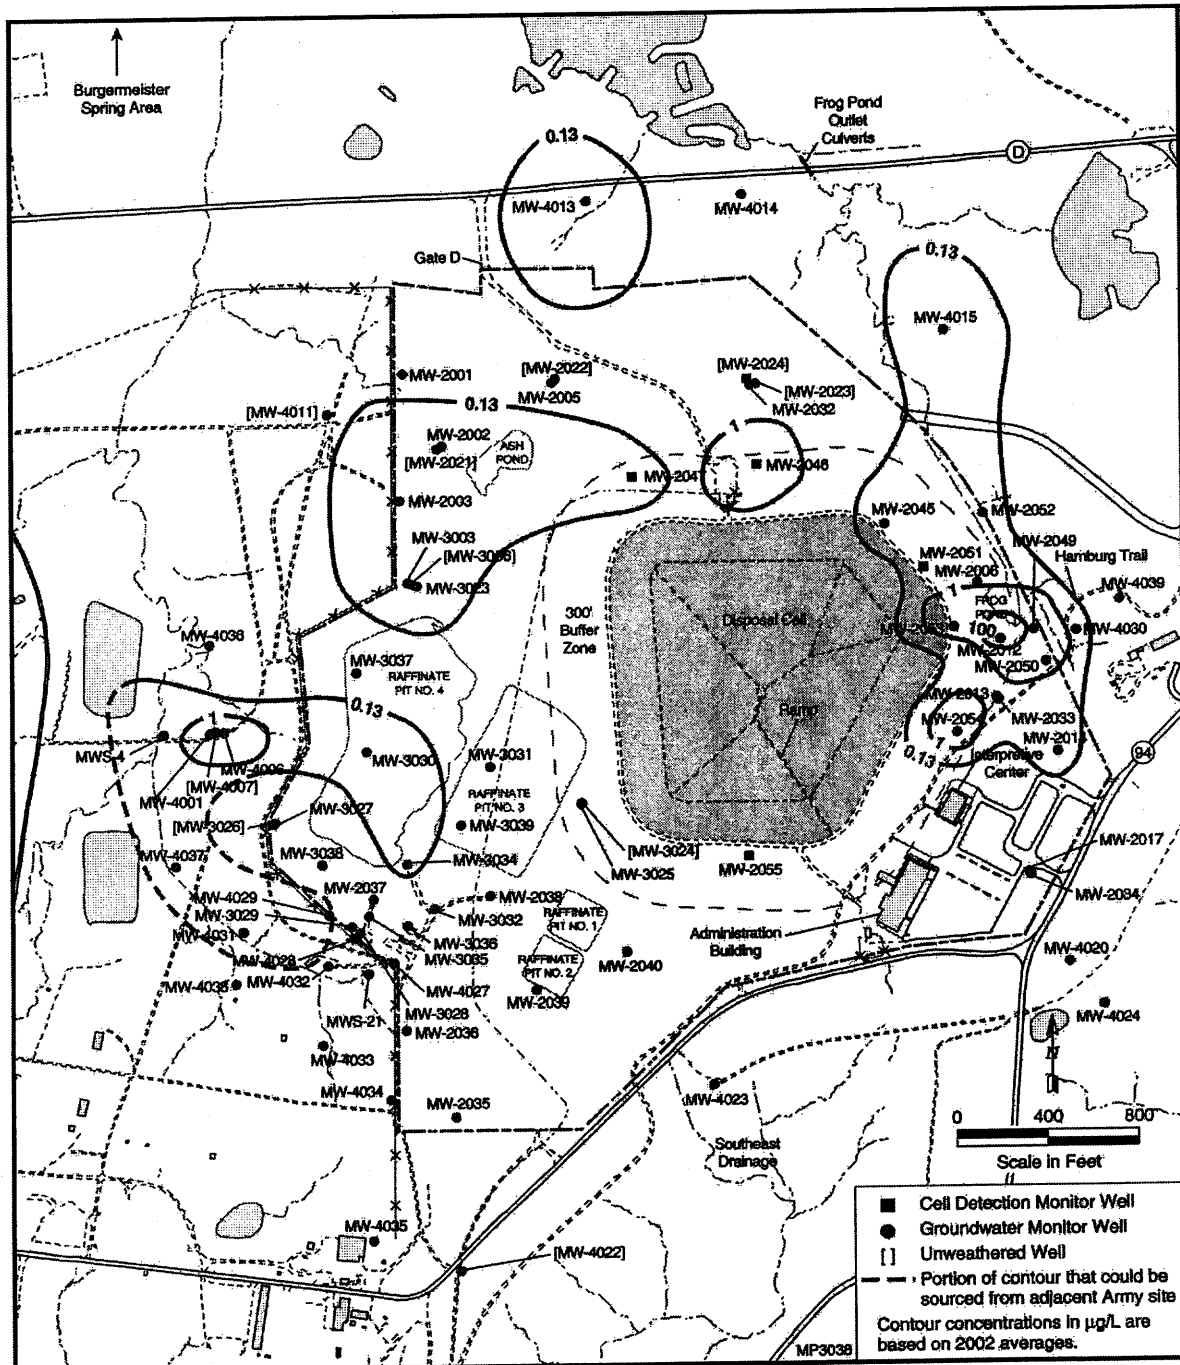 Burgermeister
Spring Area
Frog Pond
Outlet
Culverts
0.13
D
MW-4013
MW-4014
Gate D
0.13
MW-4015
MW-2001
[MW-2022]
MW-2005
[MW-2024]
[MW-2023]
MW-2032
[MW-4011]
0.13
1
MW-2002
[MW-2021]
ASH
POND
MW-2046
MW-2003
MW-2045
MW-2052
MW-3003
MW-3023
MW-2051
MW-2006
MW-2049
Hamburg Trail
MW-4039
1
FROG
POND
300'
Buffer
Zone
Disposal Cell
100
MW-2012
MW-4030
MW-2050
MW-4036
MW-3037
RAFFINATE
PIT NO. 4
0.13
1
MW-2013
Ramp
MW-2054
MW-2033
1
0.13
Interpretive
Center
94
MWS-4
MW-4006
[MW-4007]
MW-4001
MW-3030
MW-3031
RAFFINATE
PIT NO. 3
MW-3039
MW-3027
[MW-3026]
MW-4037
MW-3038
MW-3034
[MW-3024]
MW-3025
MW-2055
MW-2017
MW-2034
MW-2037
MW-2038
MW-4029
MW-3029
MW-4031
MW-3032
RAFFINATE
PIT NO. 1
MW-3036
MW-3035
Administration
Building
MW-4028
MW-4032
RAFFINATE
PIT NO. 2
MW-2040
MW-4020
MW-4027
MW-2039
MWS-21
MW-2036
MW-4024
MW-4033
N
MW-4034
MW-2035
MW-4023
0 400 800
Scale in Feet
Southeast
Drainage
MW-4035
[MW-4022]
Cell Detection Monitor Well
Groundwater Monitor Well
[ ] Unweathered Well
Portion of contour that could be
sourced from adjacent Army site
Contour concentrations in µg/L are
based on 2002 averages.
MP3038